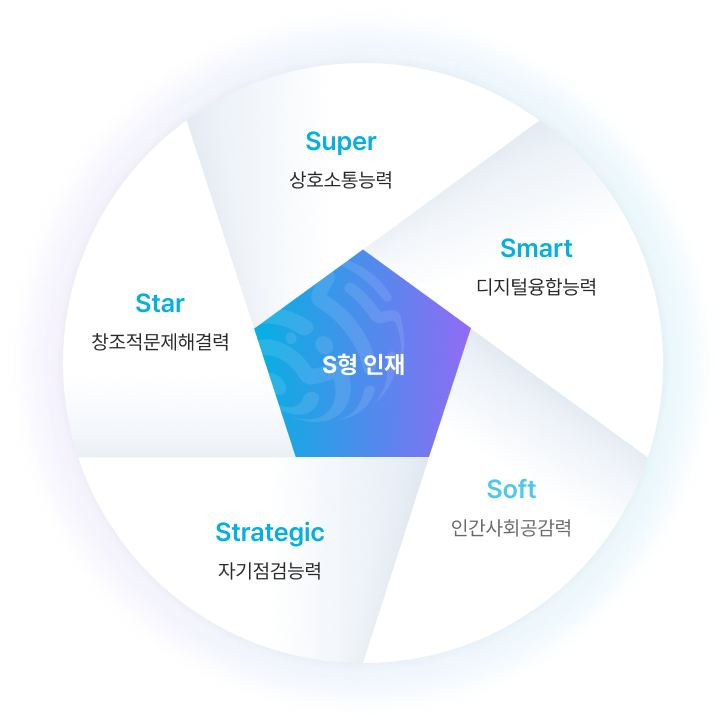 Super
상호소통능력
Smart
디지털융합능력
Star
창조적문제해결력
S형 인재
Soft
인간사회공감력
Strategic
자기점검능력